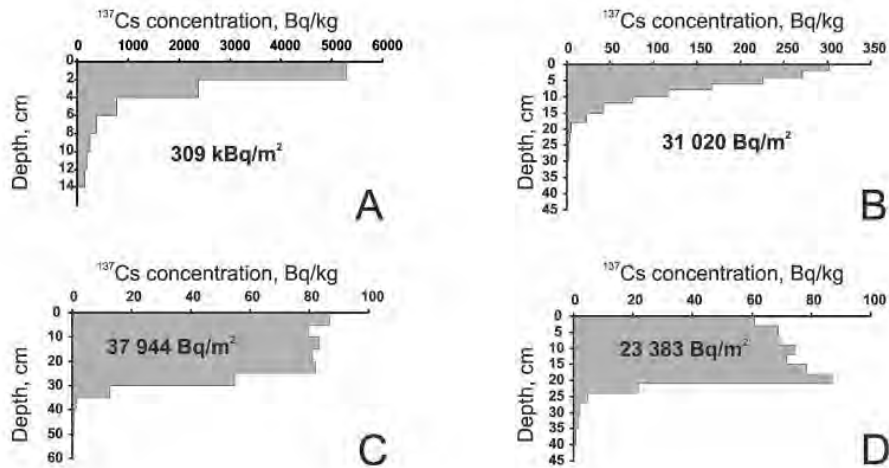 ¹³⁷Cs concentration, Bq/kg
0 1000 2000 3000 4000 5000 6000
Depth, cm
0
2
4
6
8
10
12
14
309 kBq/m²
A
¹³⁷Cs concentration, Bq/kg
0 50 100 150 200 250 300 350
Depth, cm
0
5
10
15
20
25
30
35
40
45
31 020 Bq/m²
B
¹³⁷Cs concentration, Bq/kg
0 20 40 60 80 100
Depth, cm
0
10
20
30
40
50
60
37 944 Bq/m²
C
¹³⁷Cs concentration, Bq/kg
0 20 40 60 80 100
Depth, cm
0
5
10
15
20
25
30
35
40
45
23 383 Bq/m²
D